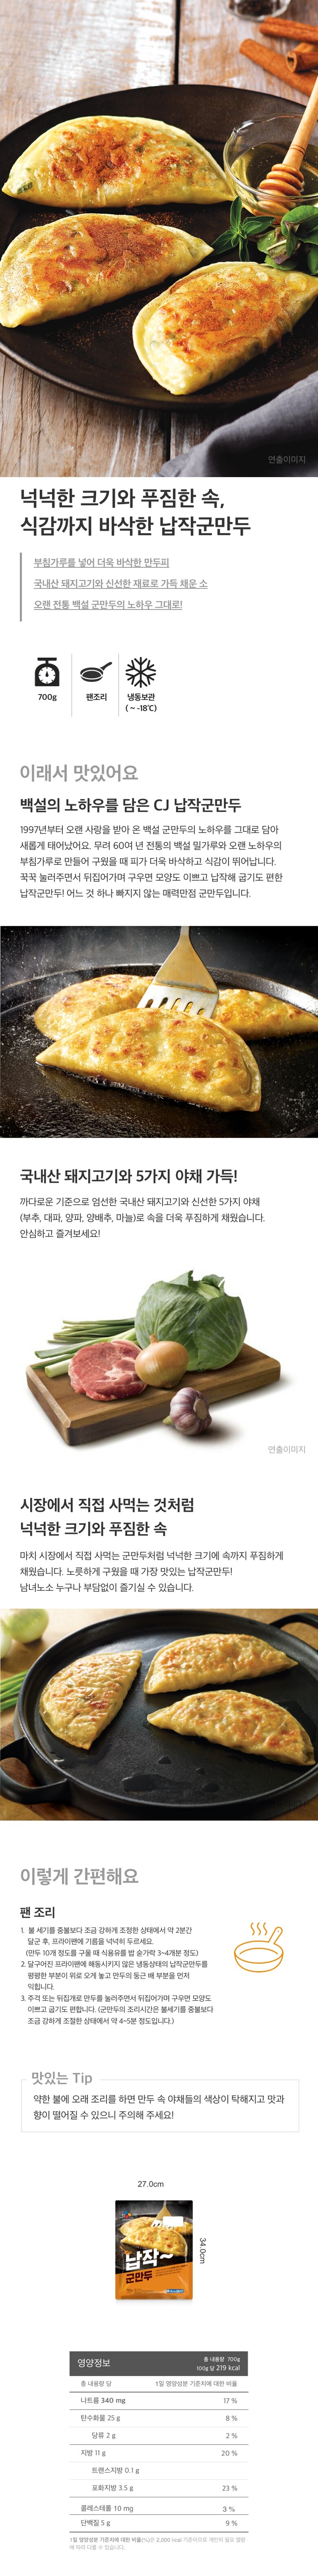 연출이미지
넉넉한 크기와 푸짐한 속,
식감까지 바삭한 납작군만두
부침가루를 넣어 더욱 바삭한 만두피
국내산 돼지고기와 신선한 재료로 가득 채운 소
오랜 전통 백설 군만두의 노하우 그대로!
700g
팬조리
냉동보관
( ~ -18℃)
이래서 맛있어요
백설의 노하우를 담은 CJ 납작군만두
1997년부터 오랜 사랑을 받아 온 백설 군만두의 노하우를 그대로 담아
새롭게 태어났어요. 무려 60여 년 전통의 백설 밀가루와 오랜 노하우의
부침가루로 만들어 구웠을 때 피가 더욱 바삭하고 식감이 뛰어납니다.
꾹꾹 눌러주면서 뒤집어가며 구우면 모양도 이쁘고 납작해 굽기도 편한
납작군만두! 어느 것 하나 빠지지 않는 매력만점 군만두입니다.
국내산 돼지고기와 5가지 야채 가득!
까다로운 기준으로 엄선한 국내산 돼지고기와 신선한 5가지 야채
(부추, 대파, 양파, 양배추, 마늘)로 속을 더욱 푸짐하게 채웠습니다.
안심하고 즐겨보세요!
연출이미지
시장에서 직접 사먹는 것처럼
넉넉한 크기와 푸짐한 속
마치 시장에서 직접 사먹는 군만두처럼 넉넉한 크기에 속까지 푸짐하게
채웠습니다. 노릇하게 구웠을 때 가장 맛있는 납작군만두!
남녀노소 누구나 부담없이 즐기실 수 있습니다.
이렇게 간편해요
팬 조리
1. 불 세기를 중불보다 조금 강하게 조정한 상태에서 약 2분간
달군 후, 프라이팬에 기름을 넉넉히 두르세요.
(만두 10개 정도를 구울 때 식용유를 밥 숟가락 3~4개분 정도)
2. 달구어진 프라이팬에 해동시키지 않은 냉동상태의 납작군만두를
평평한 부분이 위로 오게 놓고 만두의 둥근 배 부분을 먼저
익힙니다.
3. 주걱 또는 뒤집개로 만두를 눌러주면서 뒤집어가며 구우면 모양도
이쁘고 굽기도 편합니다. (군만두의 조리시간은 불세기를 중불보다
조금 강하게 조절한 상태에서 약 4~5분 정도입니다.)
맛있는 Tip
약한 불에 오래 조리를 하면 만두 속 야채들의 색상이 탁해지고 맛과
향이 떨어질 수 있으니 주의해 주세요!
27.0cm
34.0cm
납작~
군만두
영양정보
총 내용량 700g
100g 당 219 kcal
총 내용량 당 1일 영양성분 기준치에 대한 비율
나트륨 340 mg 17 %
탄수화물 25 g 8 %
당류 2 g 2 %
지방 11 g 20 %
트랜스지방 0.1 g
포화지방 3.5 g 23 %
콜레스테롤 10 mg 3 %
단백질 5 g 9 %
1일 영양성분 기준치에 대한 비율(%)은 2,000 kcal 기준이므로 개인의 필요 열량
에 따라 다를 수 있습니다.